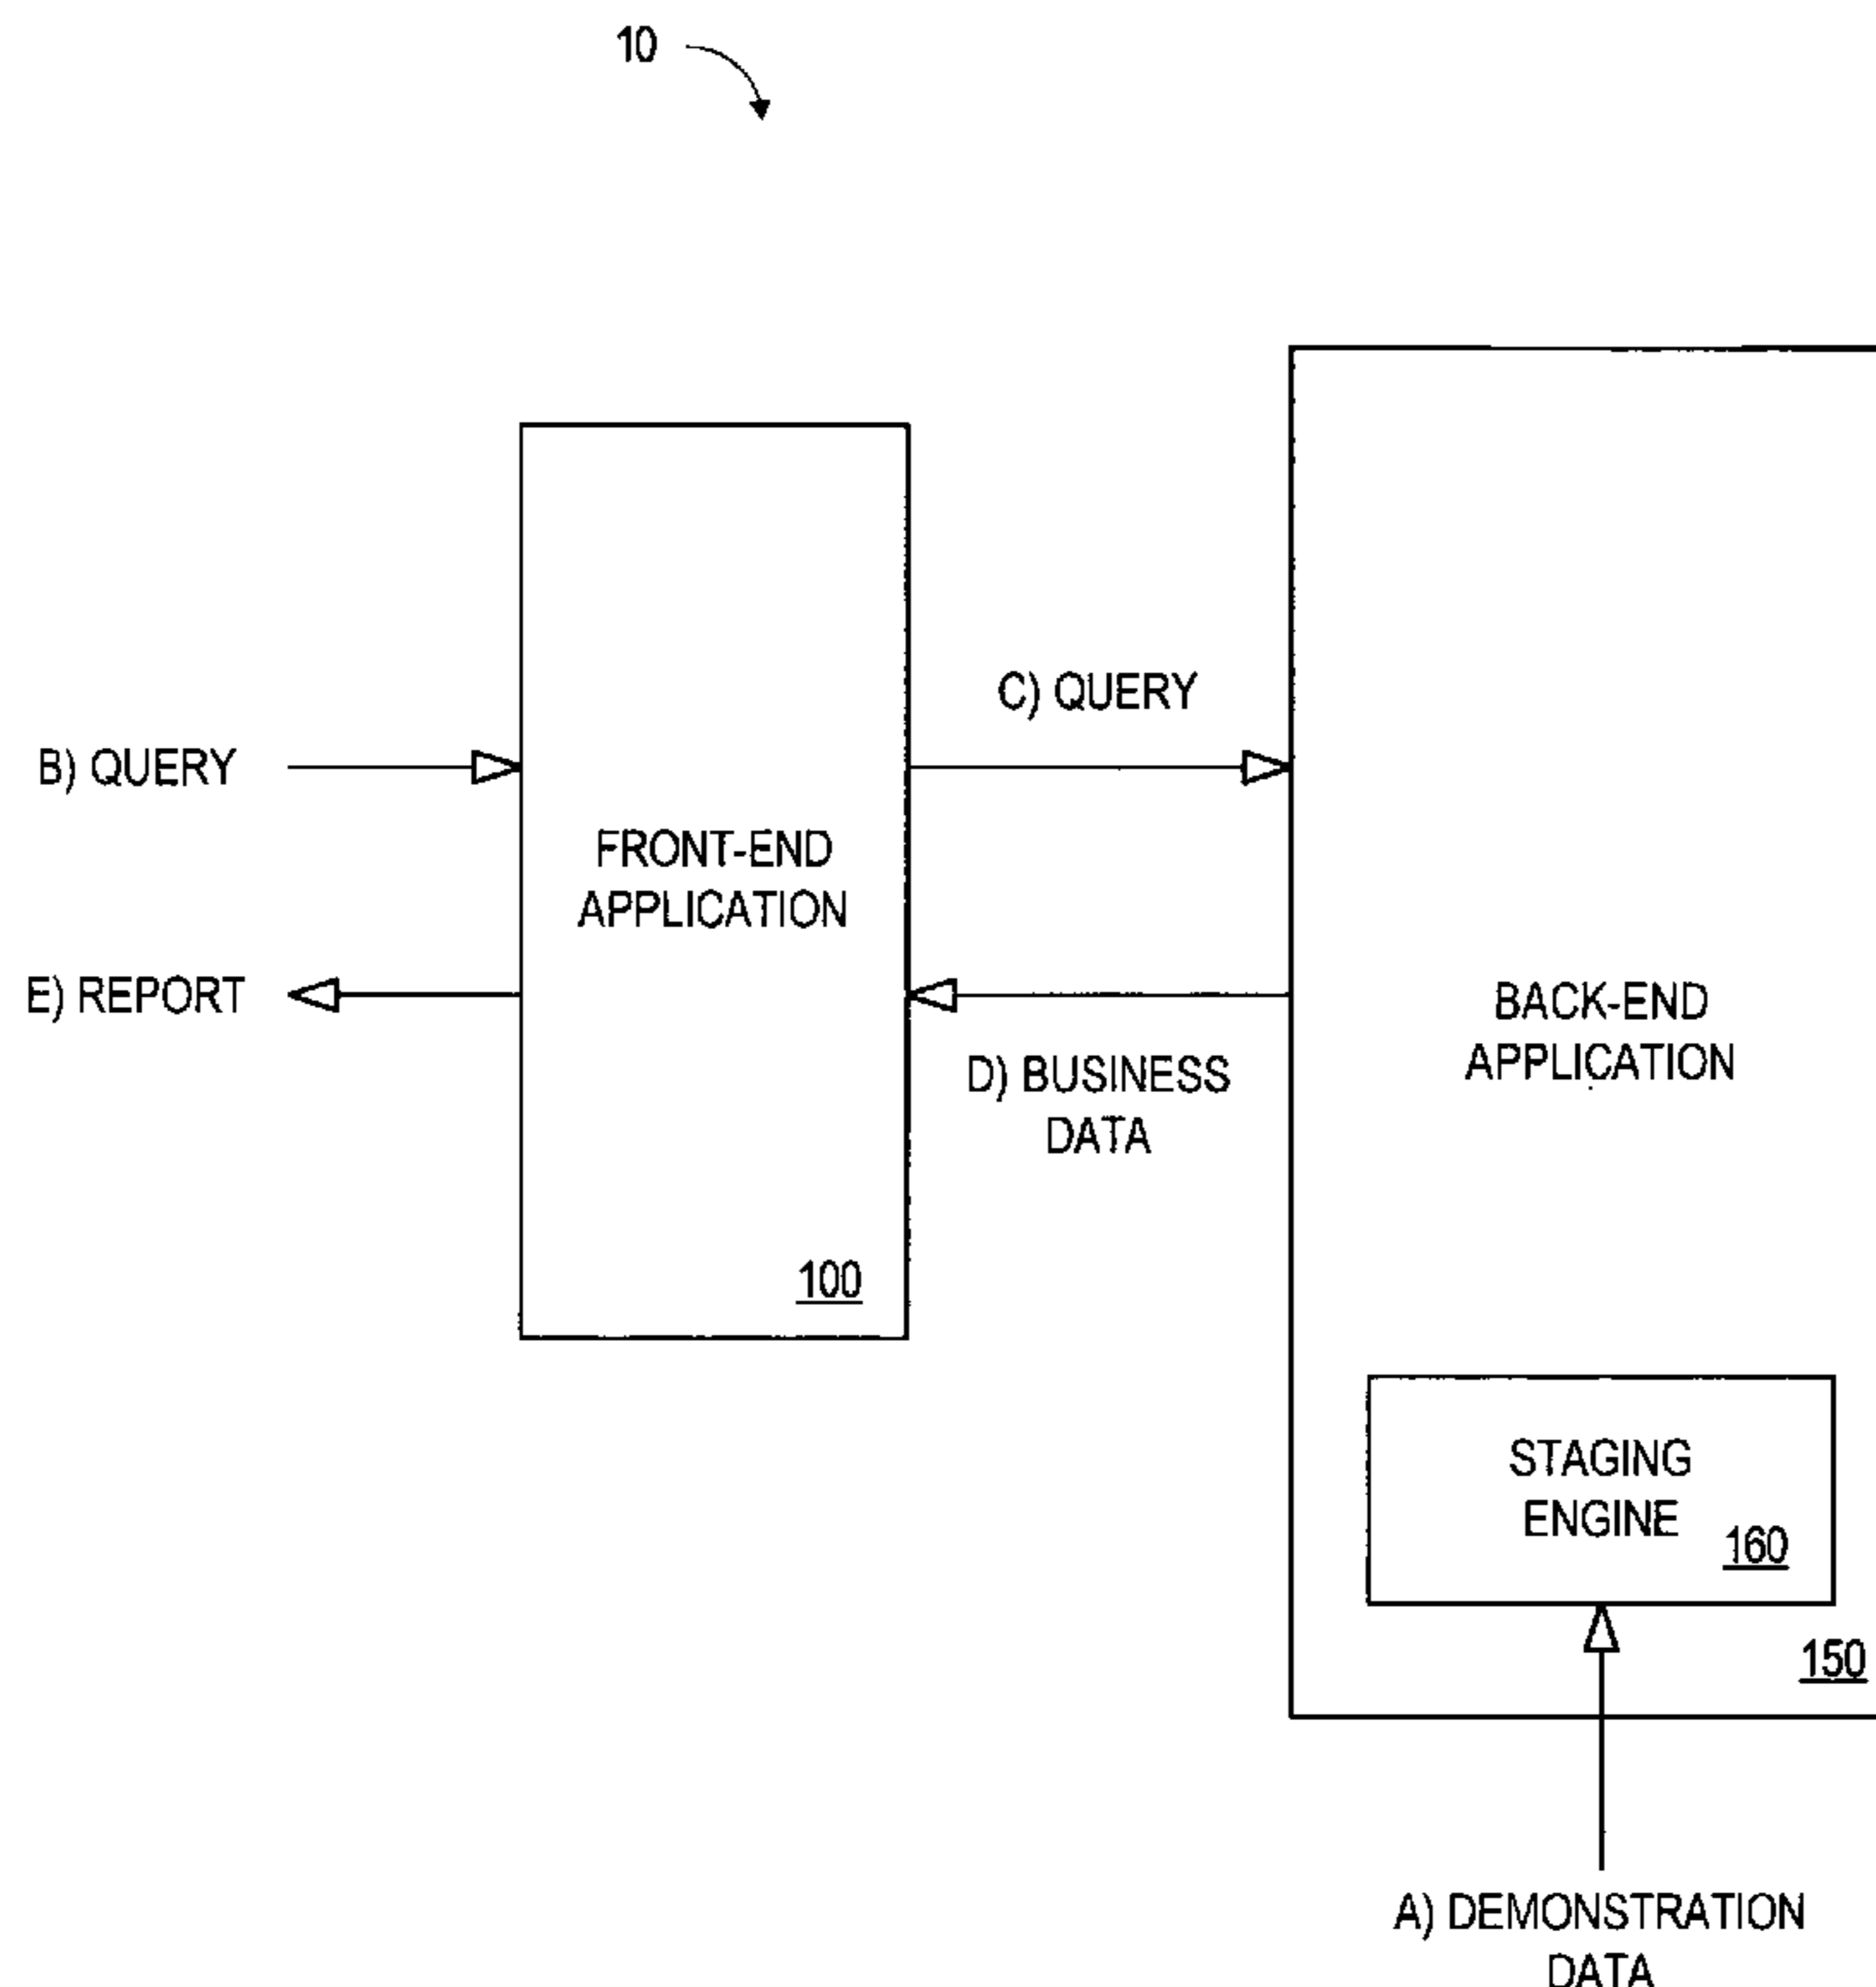 10
C) QUERY
B) QUERY
FRONT-END
APPLICATION
E) REPORT
BACK-END
APPLICATION
D) BUSINESS
DATA
100
STAGING
ENGINE
160
150
A) DEMONSTRATION
DATA